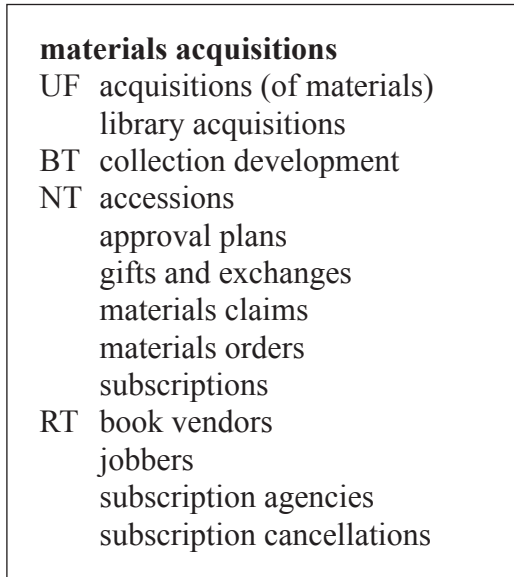 materials acquisitions
UF acquisitions (of materials)
library acquisitions
BT collection development
NT accessions
approval plans
gifts and exchanges
materials claims
materials orders
subscriptions
RT book vendors
jobbers
subscription agencies
subscription cancellations